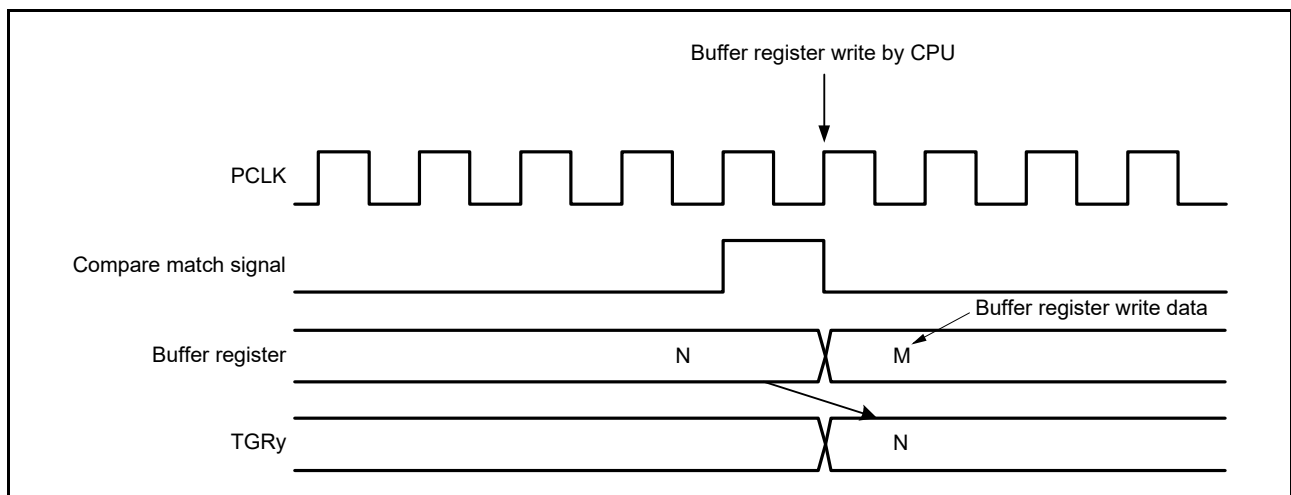 Buffer register write by CPU
PCLK
Compare match signal
Buffer register write data
Buffer register
N
M
TGRy
N